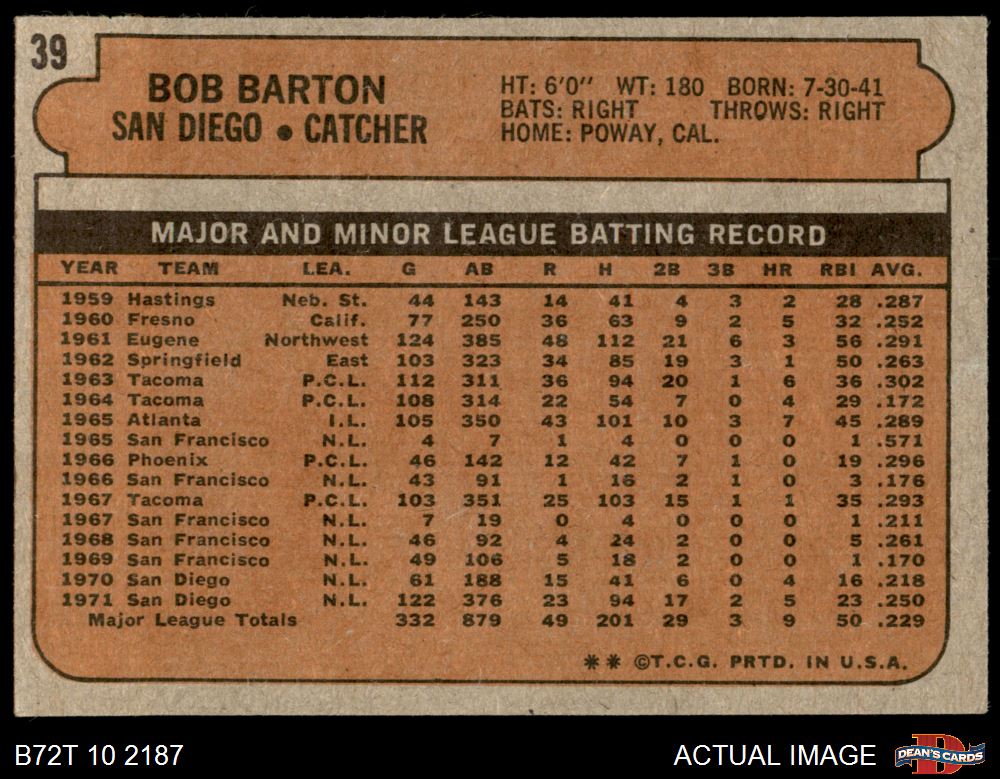 39
BOB BARTON
SAN DIEGO • CATCHER
HT: 6'0" WT: 180 BORN: 7-30-41
BATS: RIGHT THROWS: RIGHT
HOME: POWAY, CAL.
MAJOR AND MINOR LEAGUE BATTING RECORD
YEAR TEAM LEA. G AB R H 2B 3B HR RBI AVG.
1959 Hastings Neb. St. 44 143 14 41 4 3 2 28 .287
1960 Fresno Calif. 77 250 36 63 9 2 5 32 .252
1961 Eugene Northwest 124 385 48 112 21 6 3 56 .291
1962 Springfield East 103 323 34 85 19 3 1 50 .263
1963 Tacoma P.C.L. 112 311 36 94 20 1 6 36 .302
1964 Tacoma P.C.L. 108 314 22 54 7 0 4 29 .172
1965 Atlanta I.L. 105 350 43 101 10 3 7 45 .289
1965 San Francisco N.L. 4 7 1 4 0 0 0 1 .571
1966 Phoenix P.C.L. 46 142 12 42 7 1 0 19 .296
1966 San Francisco N.L. 43 91 1 16 2 1 0 3 .176
1967 Tacoma P.C.L. 103 351 25 103 15 1 1 35 .293
1967 San Francisco N.L. 7 19 0 4 0 0 0 1 .211
1968 San Francisco N.L. 46 92 4 24 2 0 0 5 .261
1969 San Francisco N.L. 49 106 5 18 2 0 0 1 .170
1970 San Diego N.L. 61 188 15 41 6 0 4 16 .218
1971 San Diego N.L. 122 376 23 94 17 2 5 23 .250
Major League Totals 332 879 49 201 29 3 9 50 .229
** ©T.C.G. PRTD. IN U.S.A.
B72T 10 2187
ACTUAL IMAGE
DEAN'S CARDS